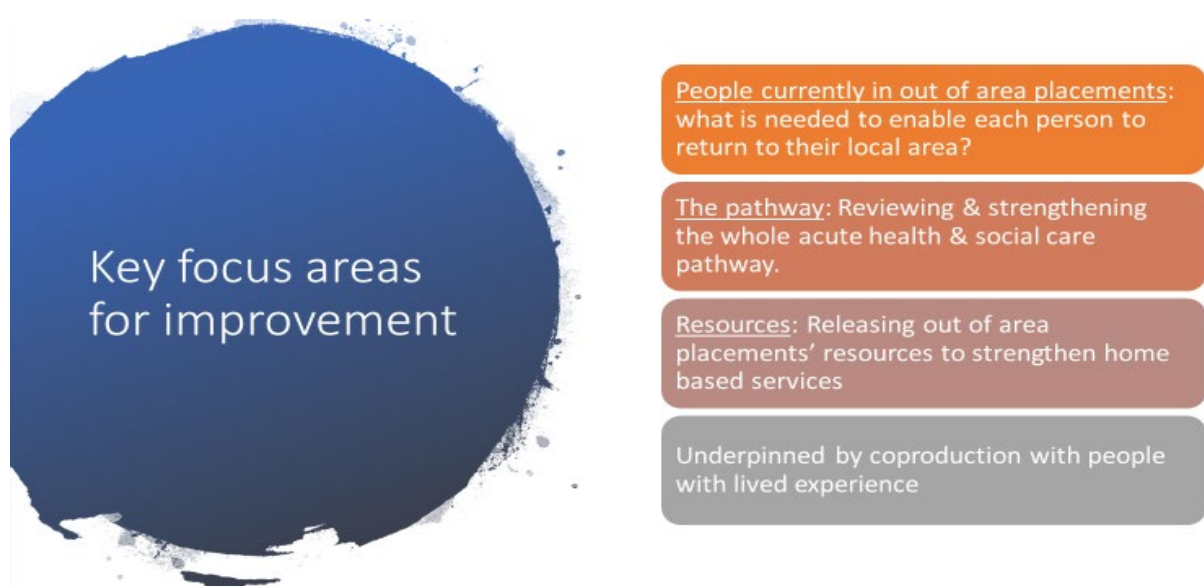 Key focus areas
for improvement
People currently in out of area placements:
what is needed to enable each person to
return to their local area?
The pathway: Reviewing & strengthening
the whole acute health & social care
pathway.
Resources: Releasing out of area
placements’ resources to strengthen home
based services
Underpinned by coproduction with people
with lived experience